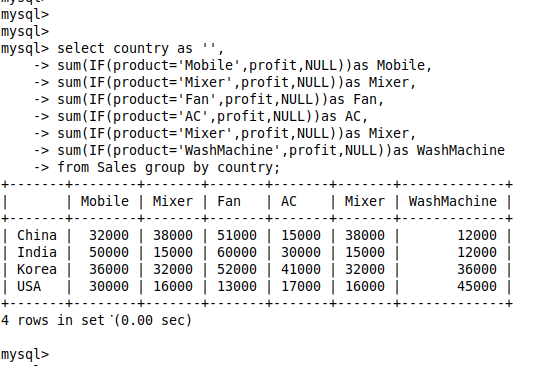 mysql>
mysql>
mysql> select country as '',
    -> sum(IF(product='Mobile',profit,NULL))as Mobile,
    -> sum(IF(product='Mixer',profit,NULL))as Mixer,
    -> sum(IF(product='Fan',profit,NULL))as Fan,
    -> sum(IF(product='AC',profit,NULL))as AC,
    -> sum(IF(product='Mixer',profit,NULL))as Mixer,
    -> sum(IF(product='WashMachine',profit,NULL))as WashMachine
    -> from Sales group by country;
+-------+--------+-------+-------+-------+-------+-------------+
|       | Mobile | Mixer | Fan   | AC    | Mixer | WashMachine |
+-------+--------+-------+-------+-------+-------+-------------+
| China |  32000 | 38000 | 51000 | 15000 | 38000 |       12000 |
| India |  50000 | 15000 | 60000 | 30000 | 15000 |       12000 |
| Korea |  36000 | 32000 | 52000 | 41000 | 32000 |       36000 |
| USA   |  30000 | 16000 | 13000 | 17000 | 16000 |       45000 |
+-------+--------+-------+-------+-------+-------+-------------+
4 rows in set (0.00 sec)
mysql>